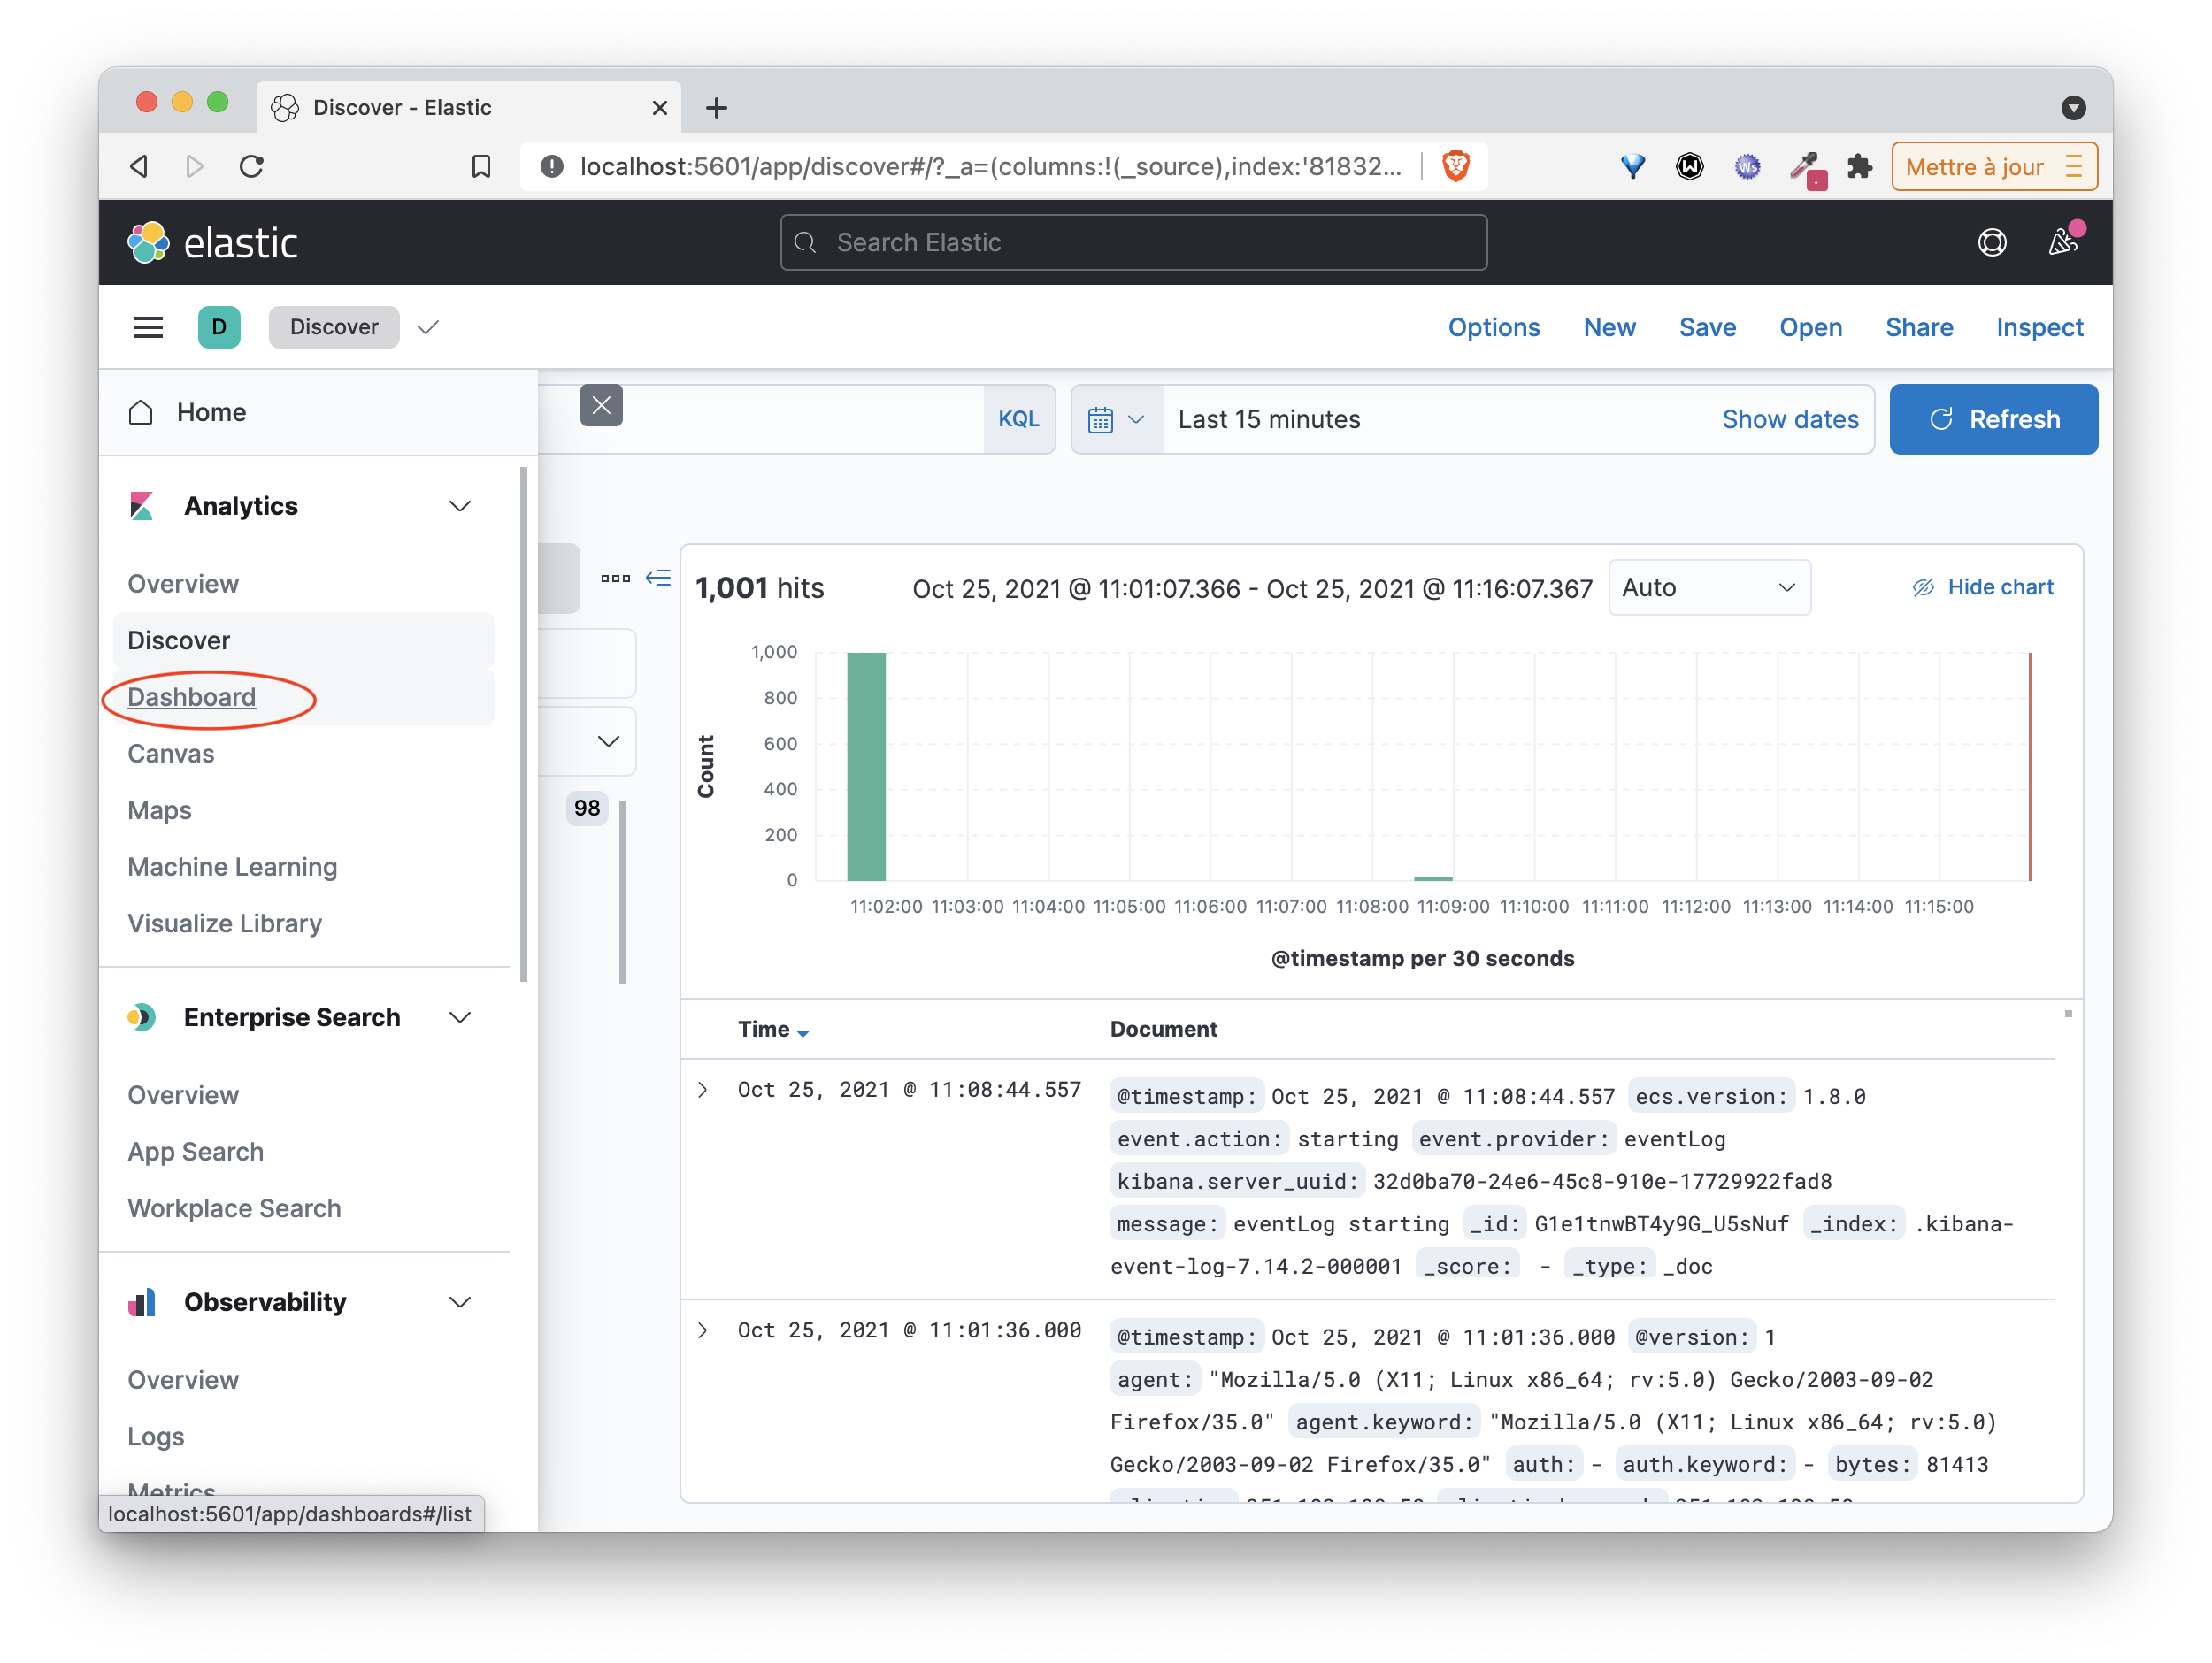 Discover - Elastic
localhost:5601/app/discover#/?_a=(columns:!(_source),index:'81832...
Mettre à jour
elastic
Search Elastic
D
Discover
Options
New
Save
Open
Share
Inspect
Home
KQL
Last 15 minutes
Show dates
Refresh
Analytics
Overview
Discover
Dashboard
Canvas
Maps
Machine Learning
Visualize Library
Enterprise Search
Overview
App Search
Workplace Search
Observability
Overview
Logs
Metrics
localhost:5601/app/dashboards#/list
98
1,001 hits
Oct 25, 2021 @ 11:01:07.366 - Oct 25, 2021 @ 11:16:07.367
Auto
Hide chart
Count
1,000
800
600
400
200
0
11:02:00 11:03:00 11:04:00 11:05:00 11:06:00 11:07:00 11:08:00 11:09:00 11:10:00 11:11:00 11:12:00 11:13:00 11:14:00 11:15:00
@timestamp per 30 seconds
Time
Document
Oct 25, 2021 @ 11:08:44.557
@timestamp: Oct 25, 2021 @ 11:08:44.557 ecs.version: 1.8.0
event.action: starting event.provider: eventLog
kibana.server_uuid: 32d0ba70-24e6-45c8-910e-17729922fad8
message: eventLog starting _id: G1e1tnwBT4y9G_U5sNuf _index: .kibana-
event-log-7.14.2-000001 _score: - _type: _doc
Oct 25, 2021 @ 11:01:36.000
@timestamp: Oct 25, 2021 @ 11:01:36.000 @version: 1
agent: "Mozilla/5.0 (X11; Linux x86_64; rv:5.0) Gecko/2003-09-02
Firefox/35.0" agent.keyword: "Mozilla/5.0 (X11; Linux x86_64; rv:5.0)
Gecko/2003-09-02 Firefox/35.0" auth: - auth.keyword: - bytes: 81413